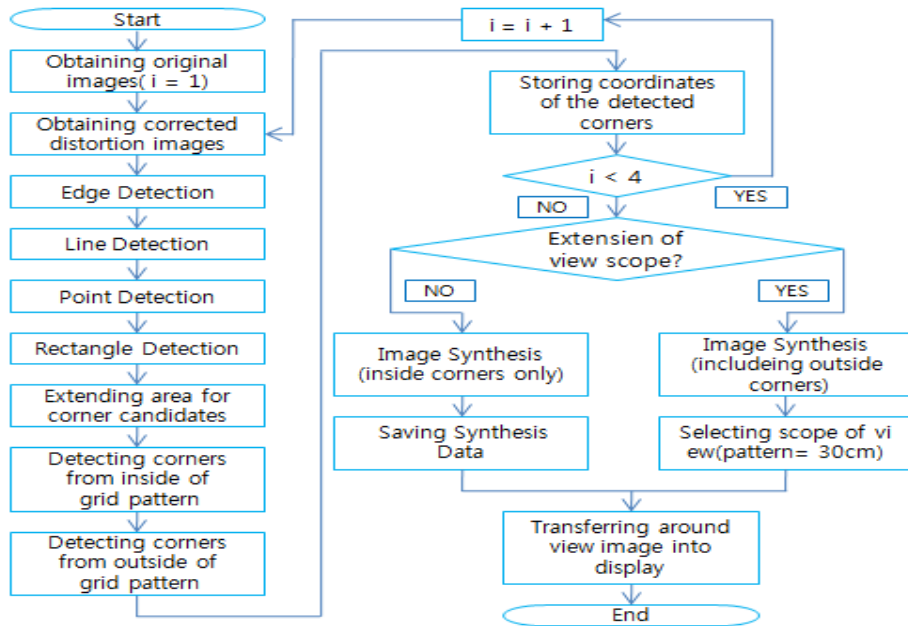 Start
Obtaining original
images( i = 1)
Obtaining corrected
distortion images
Edge Detection
Line Detection
Point Detection
Rectangle Detection
Extending area for
corner candidates
Detecting corners
from inside of
grid pattern
Detecting corners
from outside of
grid pattern
i = i + 1
Storing coordinates
of the detected
corners
i < 4
NO
YES
Extensien of
view scope?
NO
YES
Image Synthesis
(inside corners only)
Saving Synthesis
Data
Image Synthesis
(includeing outside
corners)
Selecting scope of vi
ew(pattern= 30cm)
Transferring around
view image into
display
End